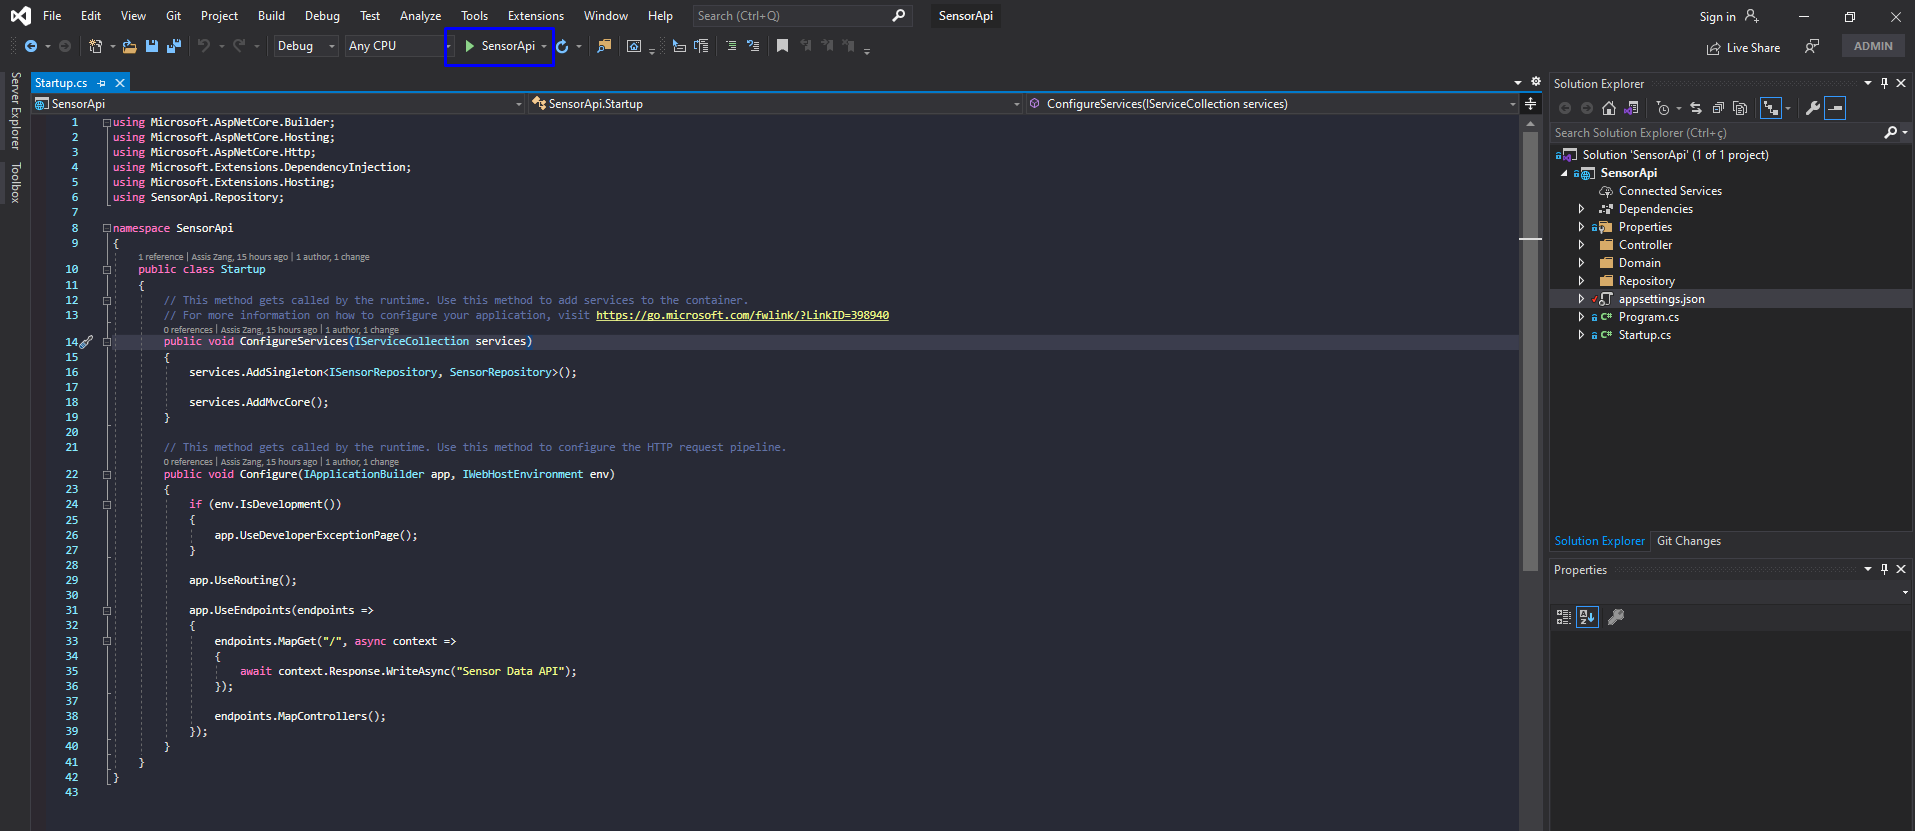 File Edit View Git Project Build Debug Test Analyze Tools Extensions Window Help Search (Ctrl+Q) SensorApi Sign in
Debug Any CPU SensorApi Live Share ADMIN
Server Explorer
Toolbox
Startup.cs
SensorApi SensorApi.Startup ConfigureServices(IServiceCollection services)
1 using Microsoft.AspNetCore.Builder;
2 using Microsoft.AspNetCore.Hosting;
3 using Microsoft.AspNetCore.Http;
4 using Microsoft.Extensions.DependencyInjection;
5 using Microsoft.Extensions.Hosting;
6 using SensorApi.Repository;
7
8 namespace SensorApi
9 {
1 reference | Assis Zang, 15 hours ago | 1 author, 1 change
10 public class Startup
11 {
12 // This method gets called by the runtime. Use this method to add services to the container.
13 // For more information on how to configure your application, visit https://go.microsoft.com/fwlink/?LinkID=398940
0 references | Assis Zang, 15 hours ago | 1 author, 1 change
14 public void ConfigureServices(IServiceCollection services)
15 {
16 services.AddSingleton<ISensorRepository, SensorRepository>();
17
18 services.AddMvcCore();
19 }
20
21 // This method gets called by the runtime. Use this method to configure the HTTP request pipeline.
0 references | Assis Zang, 15 hours ago | 1 author, 1 change
22 public void Configure(IApplicationBuilder app, IWebHostEnvironment env)
23 {
24 if (env.IsDevelopment())
25 {
26 app.UseDeveloperExceptionPage();
27 }
28
29 app.UseRouting();
30
31 app.UseEndpoints(endpoints =>
32 {
33 endpoints.MapGet("/", async context =>
34 {
35 await context.Response.WriteAsync("Sensor Data API");
36 });
37
38 endpoints.MapControllers();
39 });
40 }
41 }
42 }
43
Solution Explorer
Search Solution Explorer (Ctrl+ç)
Solution 'SensorApi' (1 of 1 project)
SensorApi
Connected Services
Dependencies
Properties
Controller
Domain
Repository
appsettings.json
C# Program.cs
C# Startup.cs
Solution Explorer Git Changes
Properties